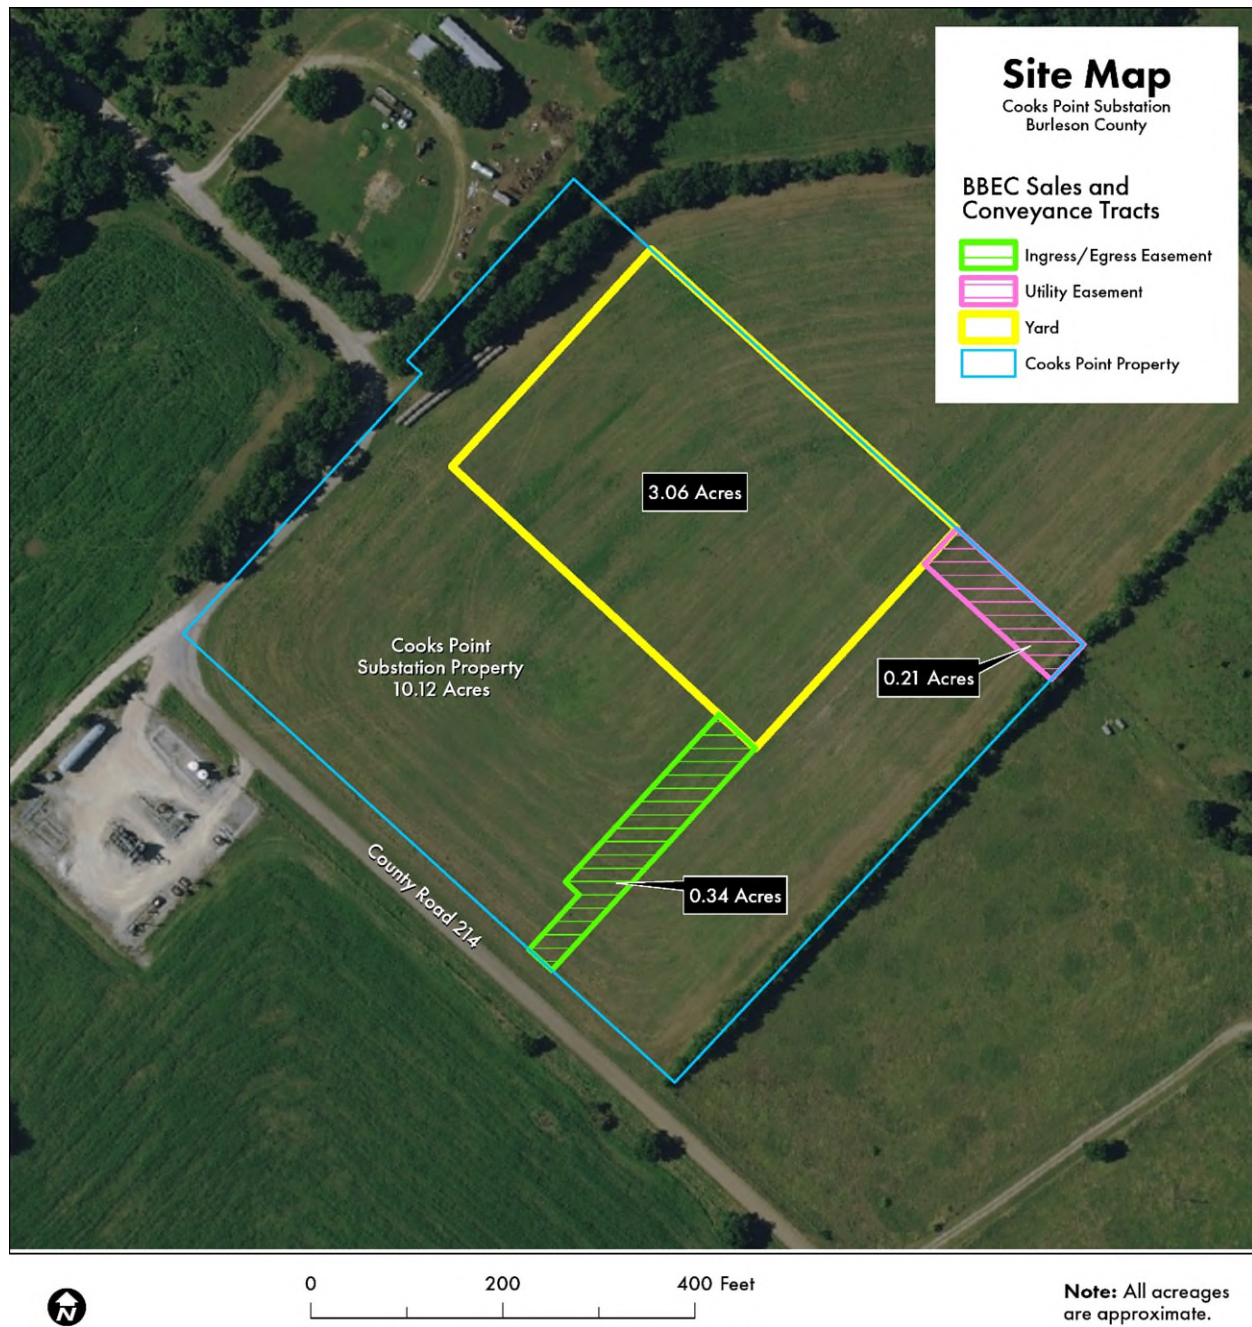 Site Map
Cooks Point Substation
Burleson County
BBEC Sales and
Conveyance Tracts
Ingress/Egress Easement
Utility Easement
Yard
Cooks Point Property
3.06 Acres
Cooks Point
Substation Property
10.12 Acres
0.21 Acres
0.34 Acres
County Road 214
N
0 200 400 Feet
Note: All acreages
are approximate.